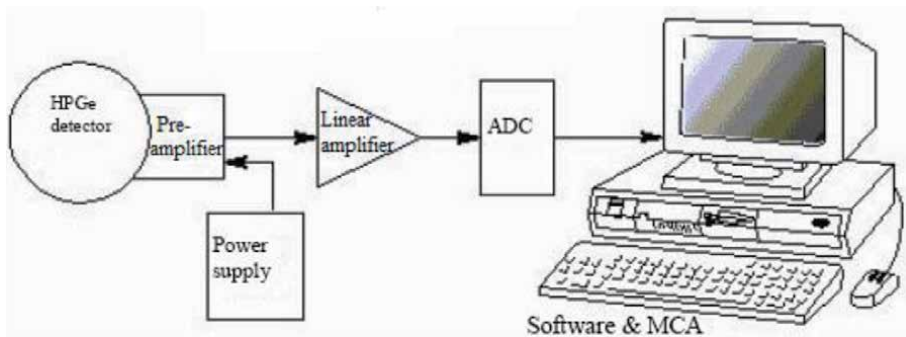 HPGe
detector
Pre-
amplifier
Linear
amplifier
ADC
Power
supply
Software & MCA